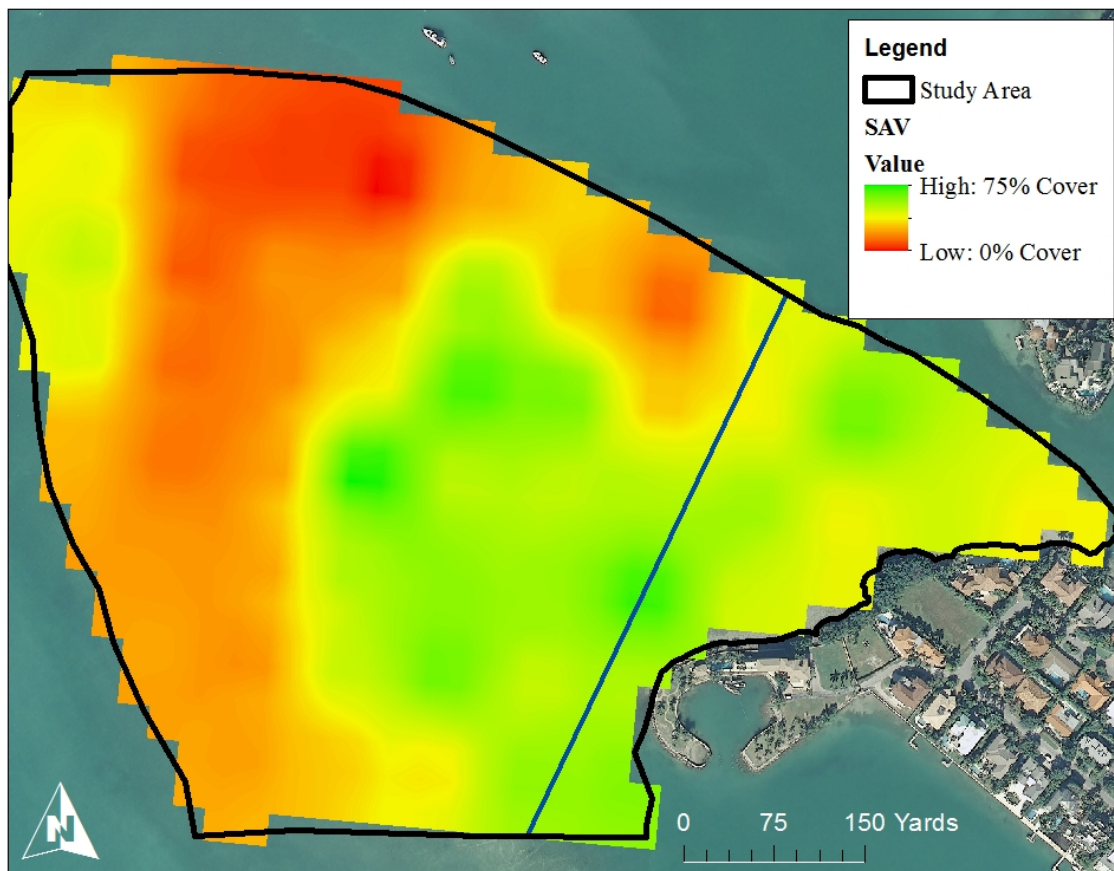 Legend
Study Area
SAV
Value
High: 75% Cover
Low: 0% Cover
N
0 75 150 Yards